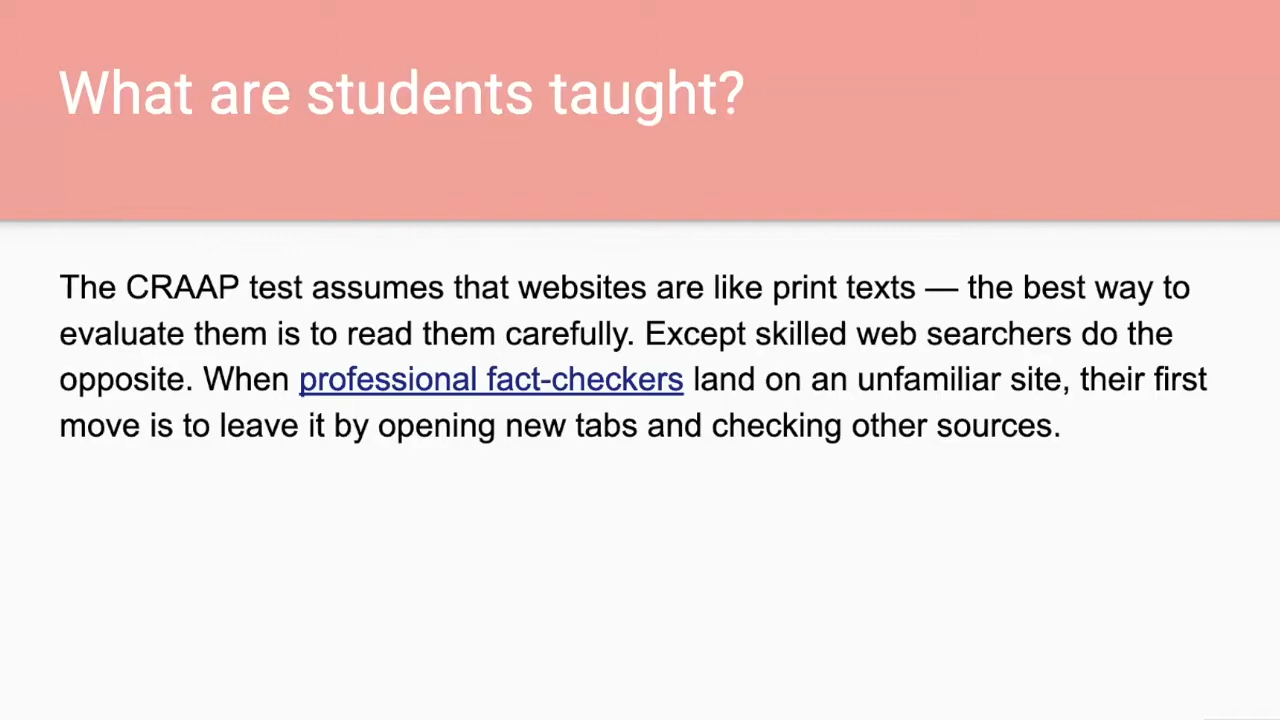 What are students taught?
The CRAAP test assumes that websites are like print texts — the best way to
evaluate them is to read them carefully. Except skilled web searchers do the
opposite. When professional fact-checkers land on an unfamiliar site, their first
move is to leave it by opening new tabs and checking other sources.